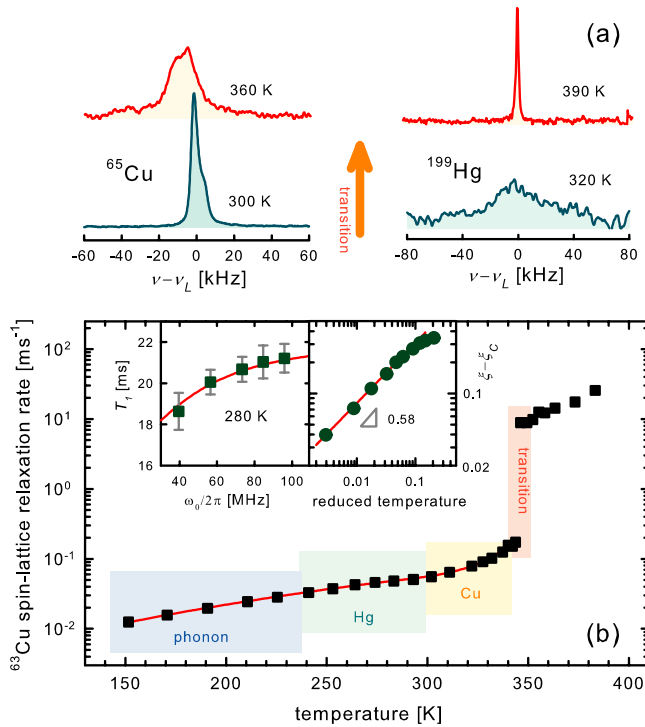 (a)
360 K
390 K
⁶⁵Cu
¹⁹⁹Hg
300 K
320 K
transition
-60 -40 -20 0 20 40 60
-80 -40 0 40 80
ν−ν_L [kHz]
ν−ν_L [kHz]
⁶³Cu spin-lattice relaxation rate [ms⁻¹]
10²
10¹
10⁰
10⁻¹
10⁻²
T₁ [ms]
22
20
18
16
280 K
40 60 80 100
ω₀/2π [MHz]
0.58
0.01 0.1
reduced temperature
ξ−ξ_C
0.1
0.02
transition
phonon
Hg
Cu
(b)
150 200 250 300 350 400
temperature [K]